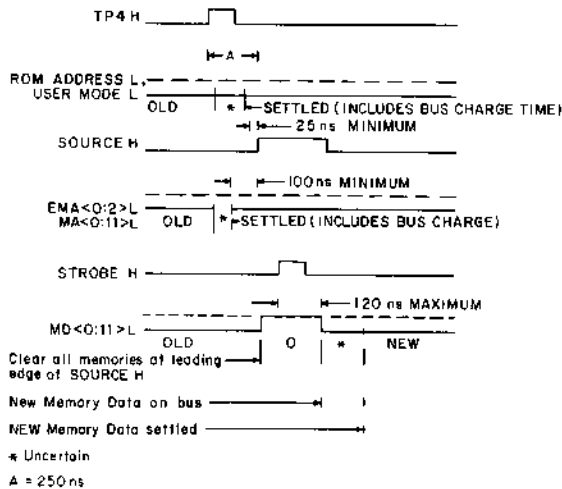 TP4 H
A
ROM ADDRESS L,
USER MODE L
OLD * SETTLED (INCLUDES BUS CHARGE TIME)
25 ns MINIMUM
SOURCE H
100 ns MINIMUM
EMA<0:2>L
MA<0:11>L OLD * SETTLED (INCLUDES BUS CHARGE)
STROBE H
120 ns MAXIMUM
MD<0:11>L
OLD 0 * NEW
Clear all memories at leading
edge of SOURCE H
New Memory Data on bus
NEW Memory Data settled
* Uncertain
A = 250 ns